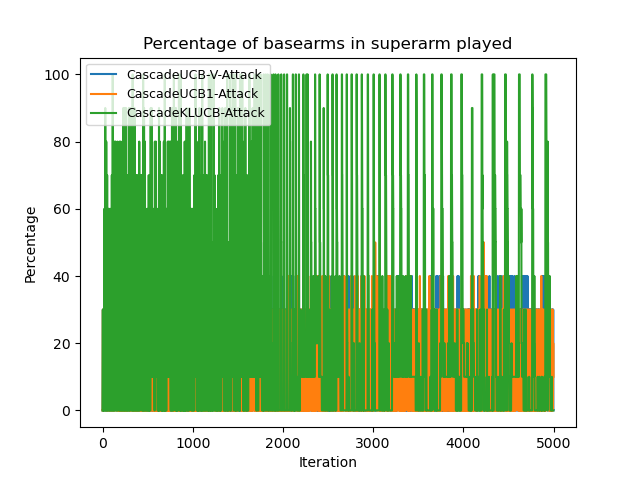 Percentage of basearms in superarm played
CascadeUCB-V-Attack
CascadeUCB1-Attack
CascadeKLUCB-Attack
100
80
60
40
20
0
Percentage
0 1000 2000 3000 4000 5000
Iteration